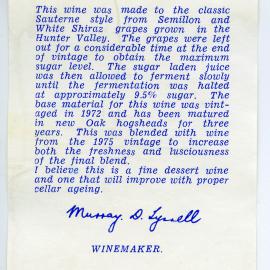 This wine was made to the classic
Sauterne style from Semillon and
White Shiraz grapes grown in the
Hunter Valley. The grapes were left
out for a considerable time at the end
of vintage to obtain the maximum
sugar level. The sugar laden juice
was then allowed to ferment slowly
until the fermentation was halted
at approximately 9.5% sugar. The
base material for this wine was vint-
aged in 1972 and has been matured
in new Oak hogsheads for three
years. This was blended with wine
from the 1975 vintage to increase
both the freshness and lusciousness
of the final blend.
I believe this is a fine dessert wine
and one that will improve with proper
cellar ageing.
Murray. D. Tyrrell
WINEMAKER.